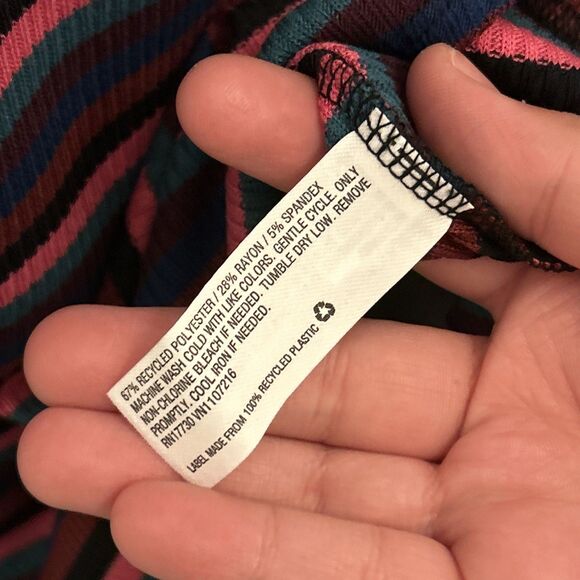 67% RECYCLED POLYESTER / 28% RAYON / 5% SPANDEX
MACHINE WASH COLD WITH LIKE COLORS. GENTLE CYCLE. ONLY
NON-CHLORINE BLEACH IF NEEDED. TUMBLE DRY LOW. REMOVE
PROMPTLY. COOL IRON IF NEEDED.
RN17730 VN1107216
LABEL MADE FROM 100% RECYCLED PLASTIC